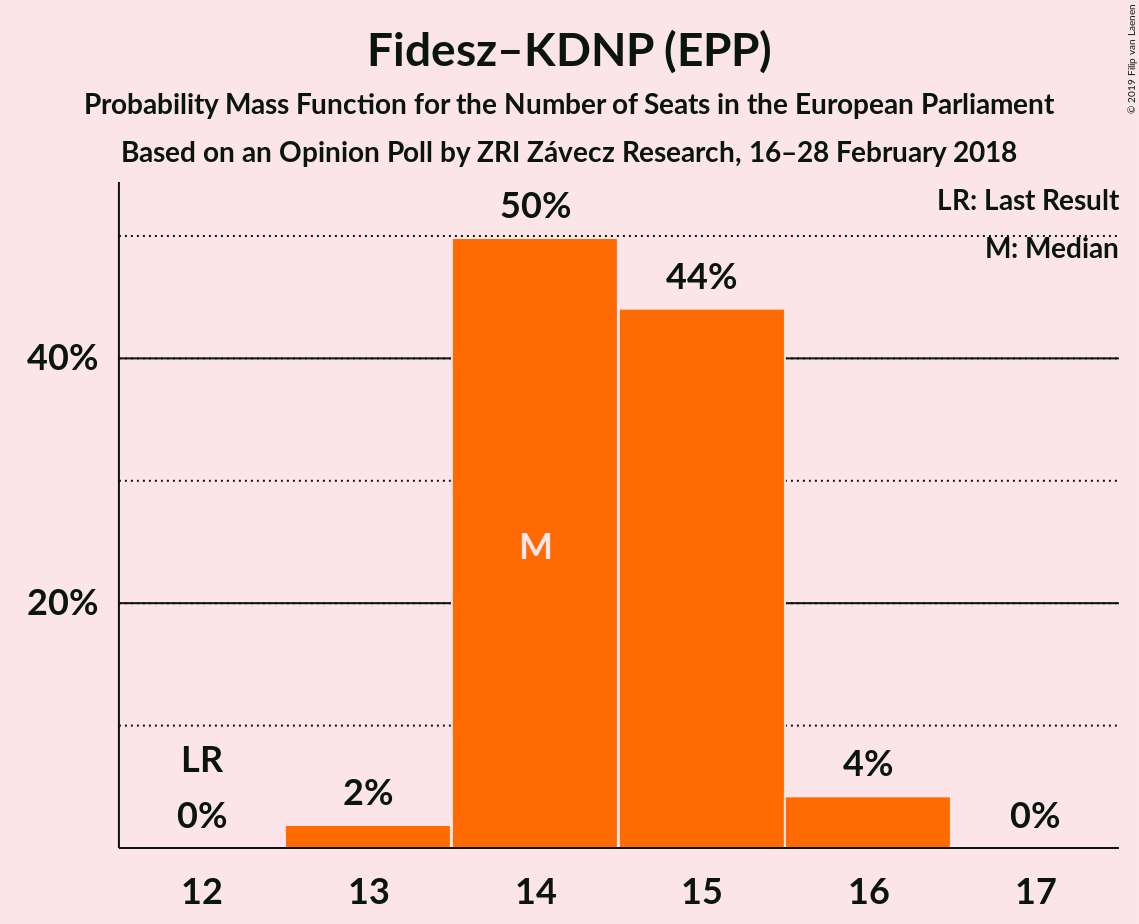 Fidesz–KDNP (EPP)
Probability Mass Function for the Number of Seats in the European Parliament
Based on an Opinion Poll by ZRI Závecz Research, 16–28 February 2018
© 2019 Filip van Laenen
LR: Last Result
M: Median
50%
44%
40%
M
20%
LR
0%
2%
4%
0%
12
13
14
15
16
17